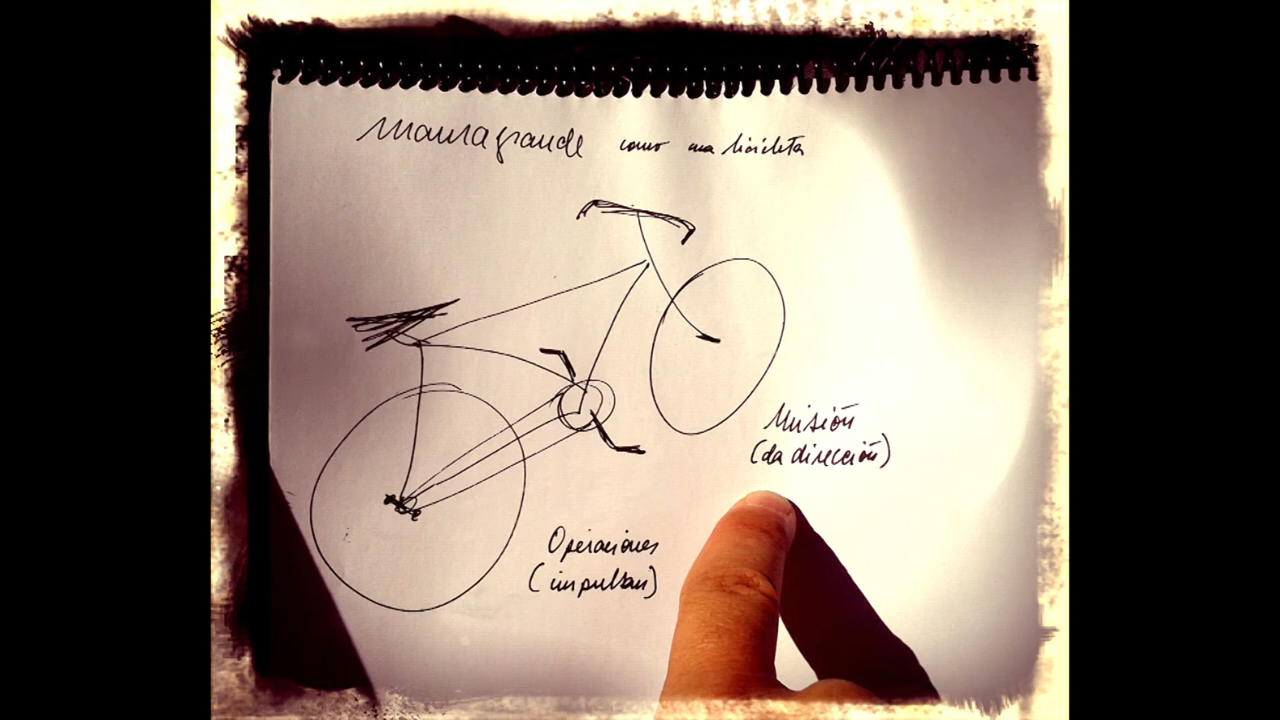 Mamagrande como una bicicleta
Misión
(da dirección)
Operaciones
(impulsan)